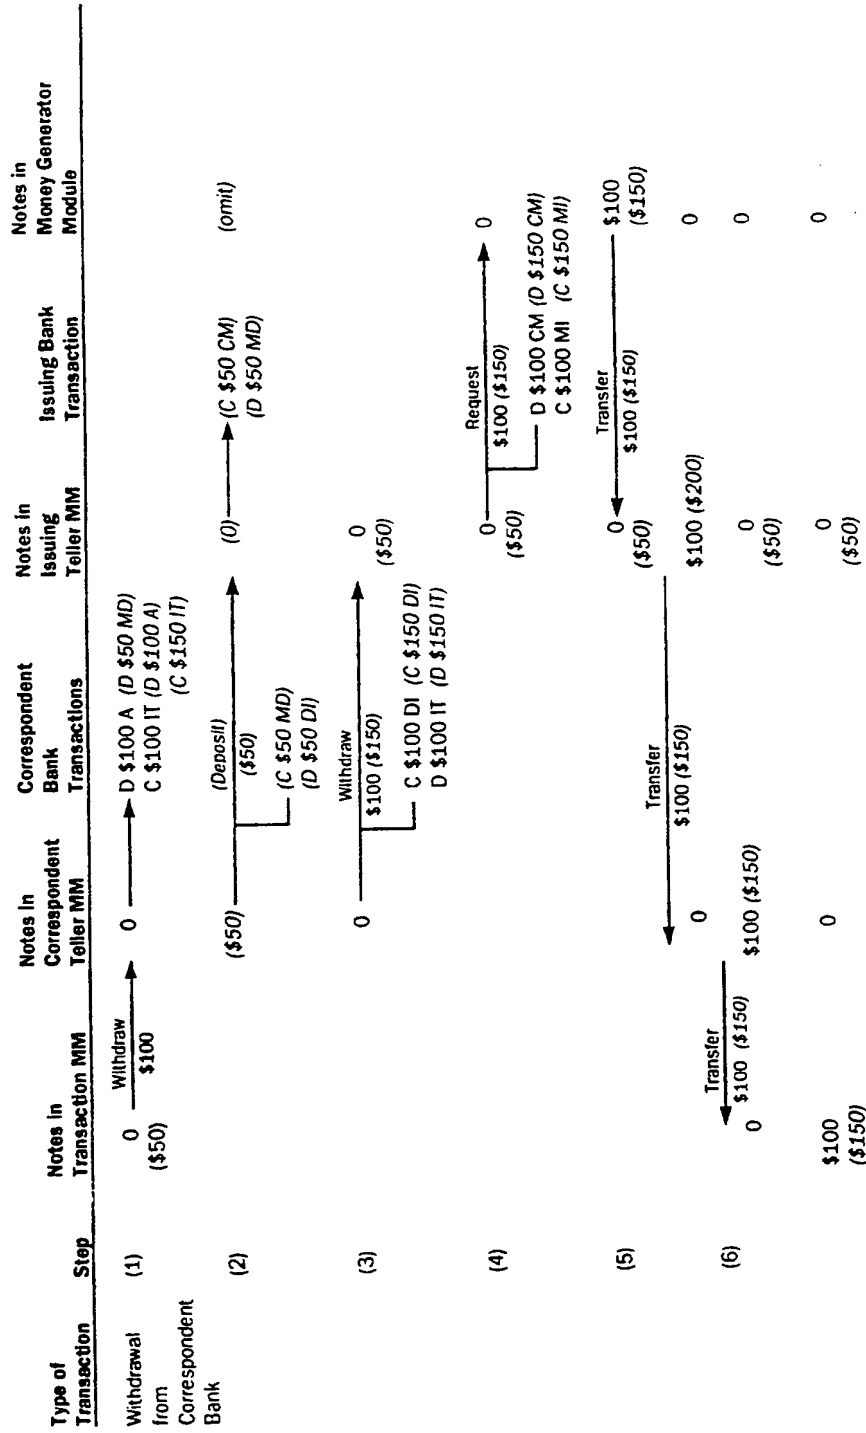 Type of
Transaction
Step
Notes in
Transaction MM
Notes in
Correspondent
Teller MM
Correspondent
Bank
Transactions
Notes in
Issuing
Teller MM
Issuing Bank
Transaction
Notes in
Money Generator
Module
Withdrawal
from
Correspondent
Bank
(1)
0
($50)
Withdraw
$100
0
D $100 A (D $50 MD)
C $100 IT (D $100 A)
(C $150 IT)
(2)
($50)
(Deposit)
($50)
(C $50 MD)
(D $50 DI)
(0)
(C $50 CM)
(D $50 MD)
(omit)
(3)
0
Withdraw
$100 ($150)
C $100 DI (C $150 DI)
D $100 IT (D $150 IT)
0
($50)
(4)
0
($50)
Request
$100 ($150)
D $100 CM (D $150 CM)
C $100 MI (C $150 MI)
0
(5)
0
($50)
Transfer
$100 ($150)
$100
($150)
Transfer
$100 ($150)
0
$100 ($200)
0
(6)
Transfer
$100 ($150)
0
$100 ($150)
0
($50)
0
$100
($150)
0
0
($50)
0